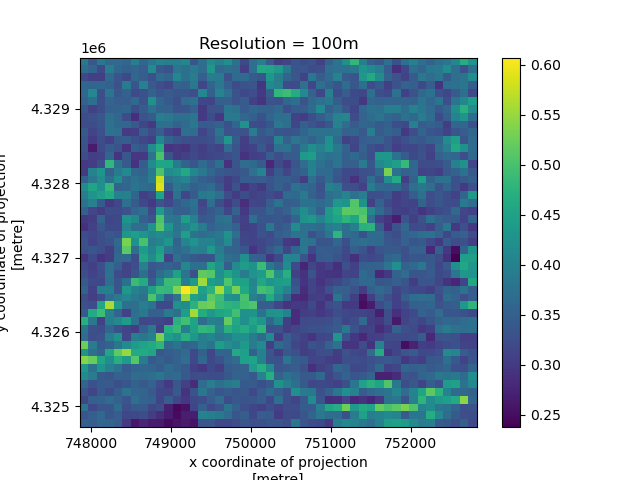 Resolution = 100m
1e6
4.329
4.328
4.327
4.326
4.325
748000 749000 750000 751000 752000
x coordinate of projection
[metre]
y coordinate of projection
[metre]
0.60
0.55
0.50
0.45
0.40
0.35
0.30
0.25